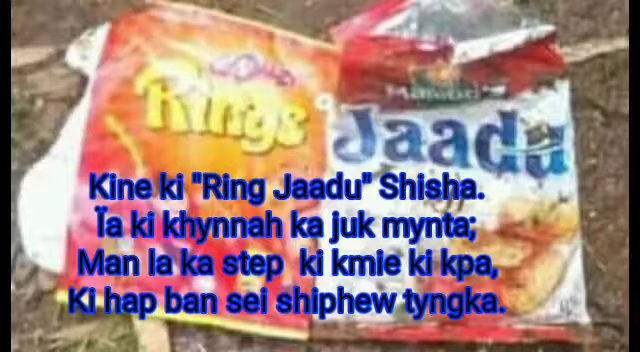 Rings
Jaadu
Kine ki "Ring Jaadu" Shisha.
Ïa ki khynnah ka juk mynta;
Man la ka step ki kmie ki kpa,
Ki hap ban sei shiphew tyngka.